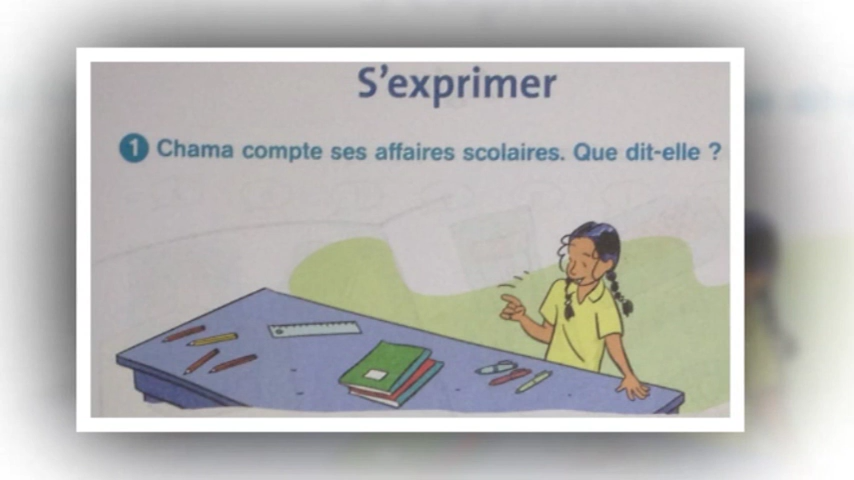 S'exprimer
1 Chama compte ses affaires scolaires. Que dit-elle ?